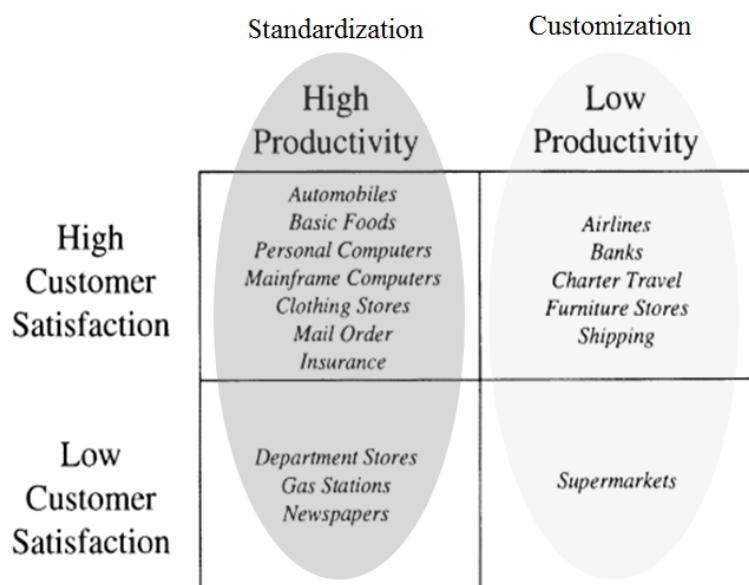 Standardization
Customization
High
Productivity
Low
Productivity
High
Customer
Satisfaction
Automobiles
Basic Foods
Personal Computers
Mainframe Computers
Clothing Stores
Mail Order
Insurance
Airlines
Banks
Charter Travel
Furniture Stores
Shipping
Low
Customer
Satisfaction
Department Stores
Gas Stations
Newspapers
Supermarkets